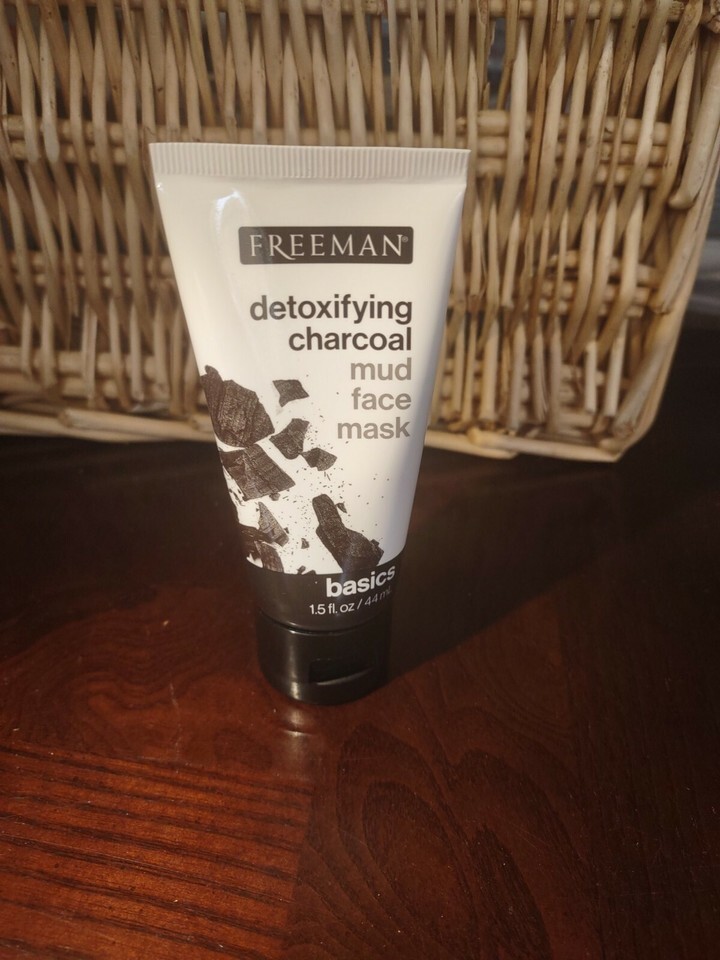 FREEMAN®
detoxifying
charcoal
mud
face
mask
basics
1.5 fl. oz / 44 mL